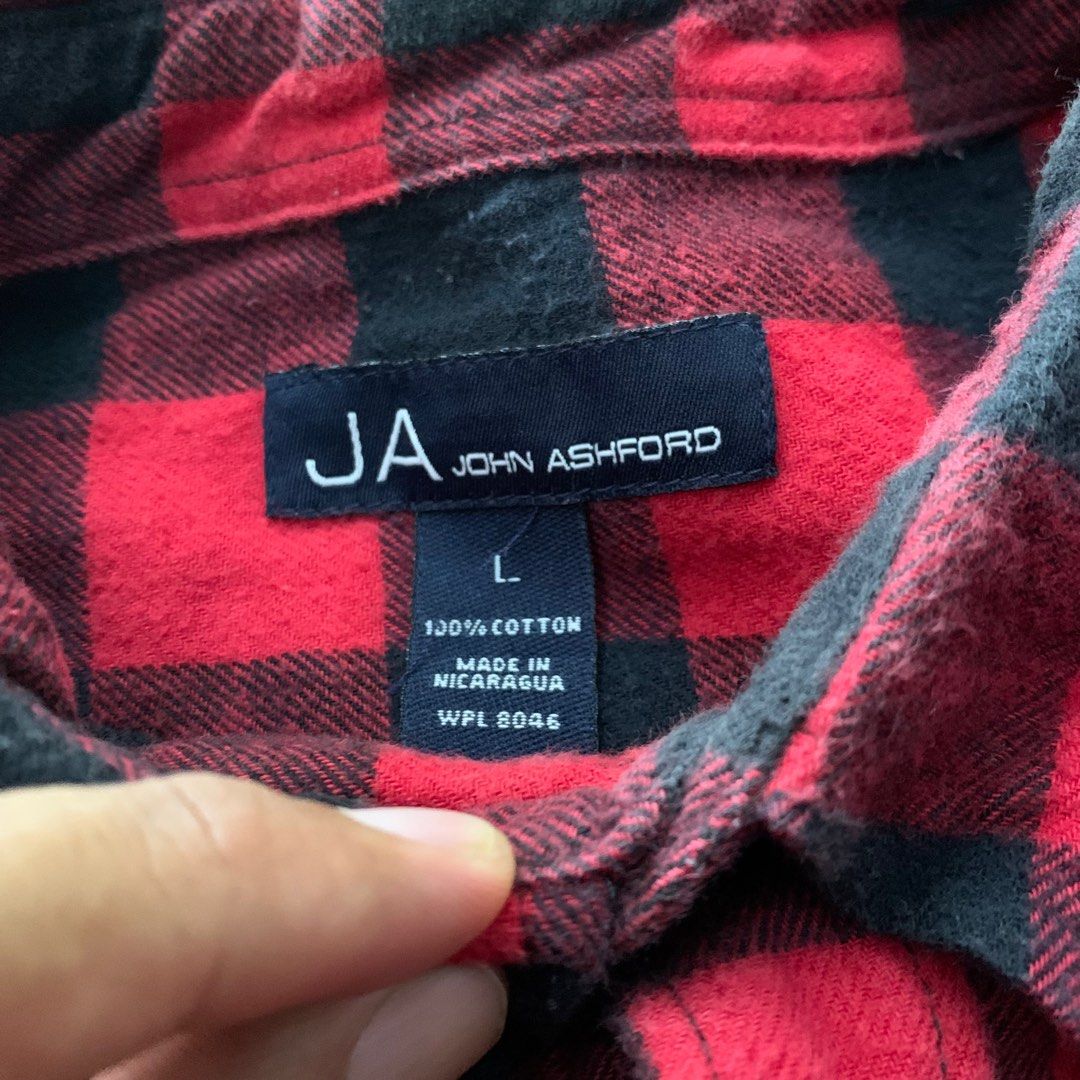 JA JOHN ASHFORD
L
100% COTTON
MADE IN
NICARAGUA
WPL 8046